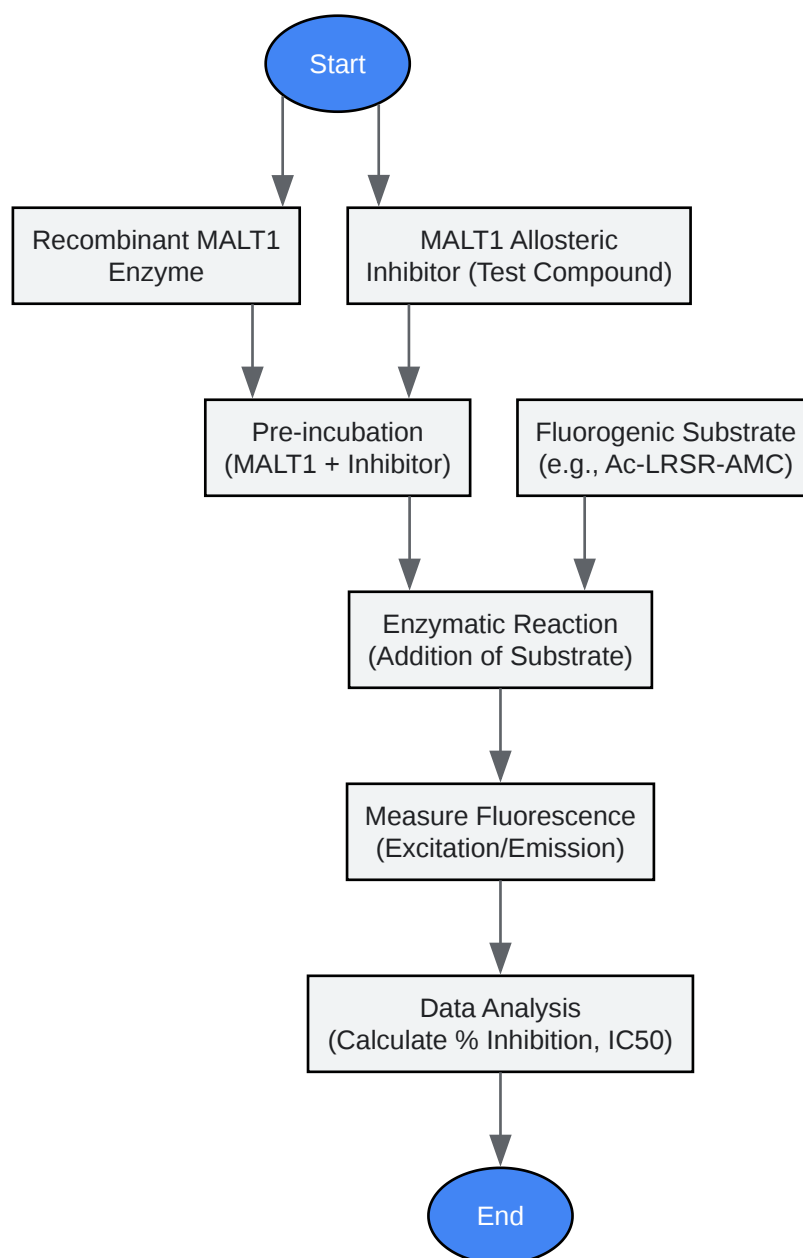 Start
Recombinant MALT1
Enzyme
MALT1 Allosteric
Inhibitor (Test Compound)
Pre-incubation
(MALT1 + Inhibitor)
Fluorogenic Substrate
(e.g., Ac-LRSR-AMC)
Enzymatic Reaction
(Addition of Substrate)
Measure Fluorescence
(Excitation/Emission)
Data Analysis
(Calculate % Inhibition, IC50)
End